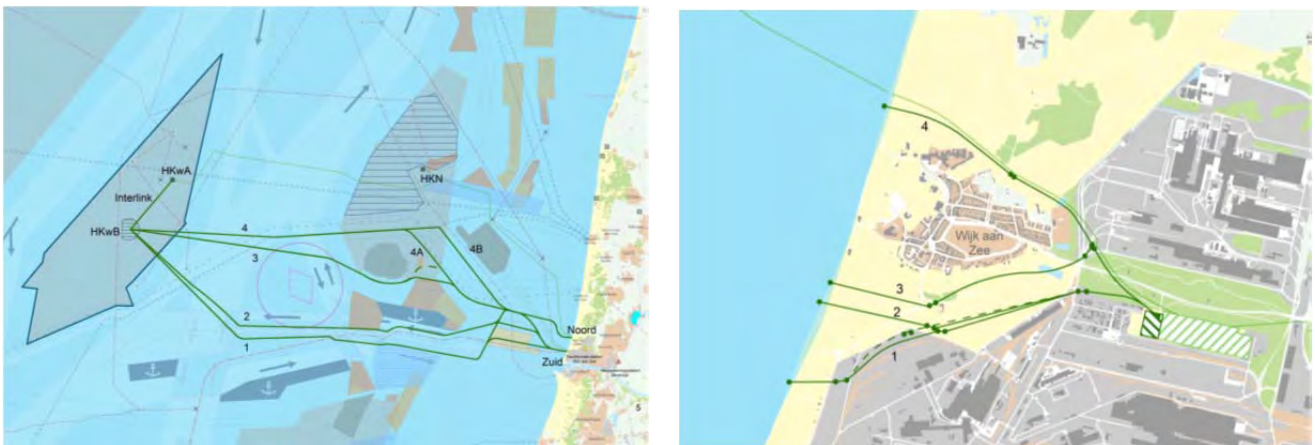 HKwA
HKN
Interlink
HKwB
4
3
4A
4B
2
1
Noord
Zuid
5
4
Wijk aan
Zee
3
2
1